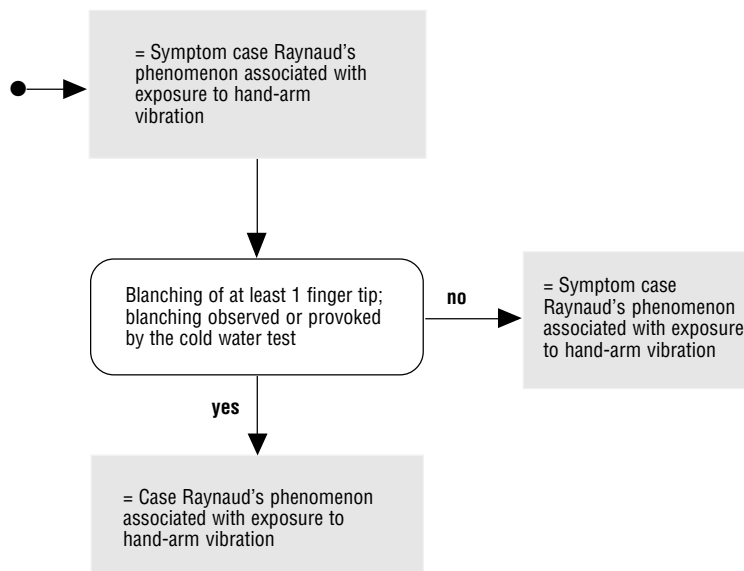 = Symptom case Raynaud's
phenomenon associated with
exposure to hand-arm
vibration
Blanching of at least 1 finger tip;
blanching observed or provoked
by the cold water test
no
= Symptom case
Raynaud's phenomenon
associated with exposure
to hand-arm vibration
yes
= Case Raynaud's phenomenon
associated with exposure to
hand-arm vibration